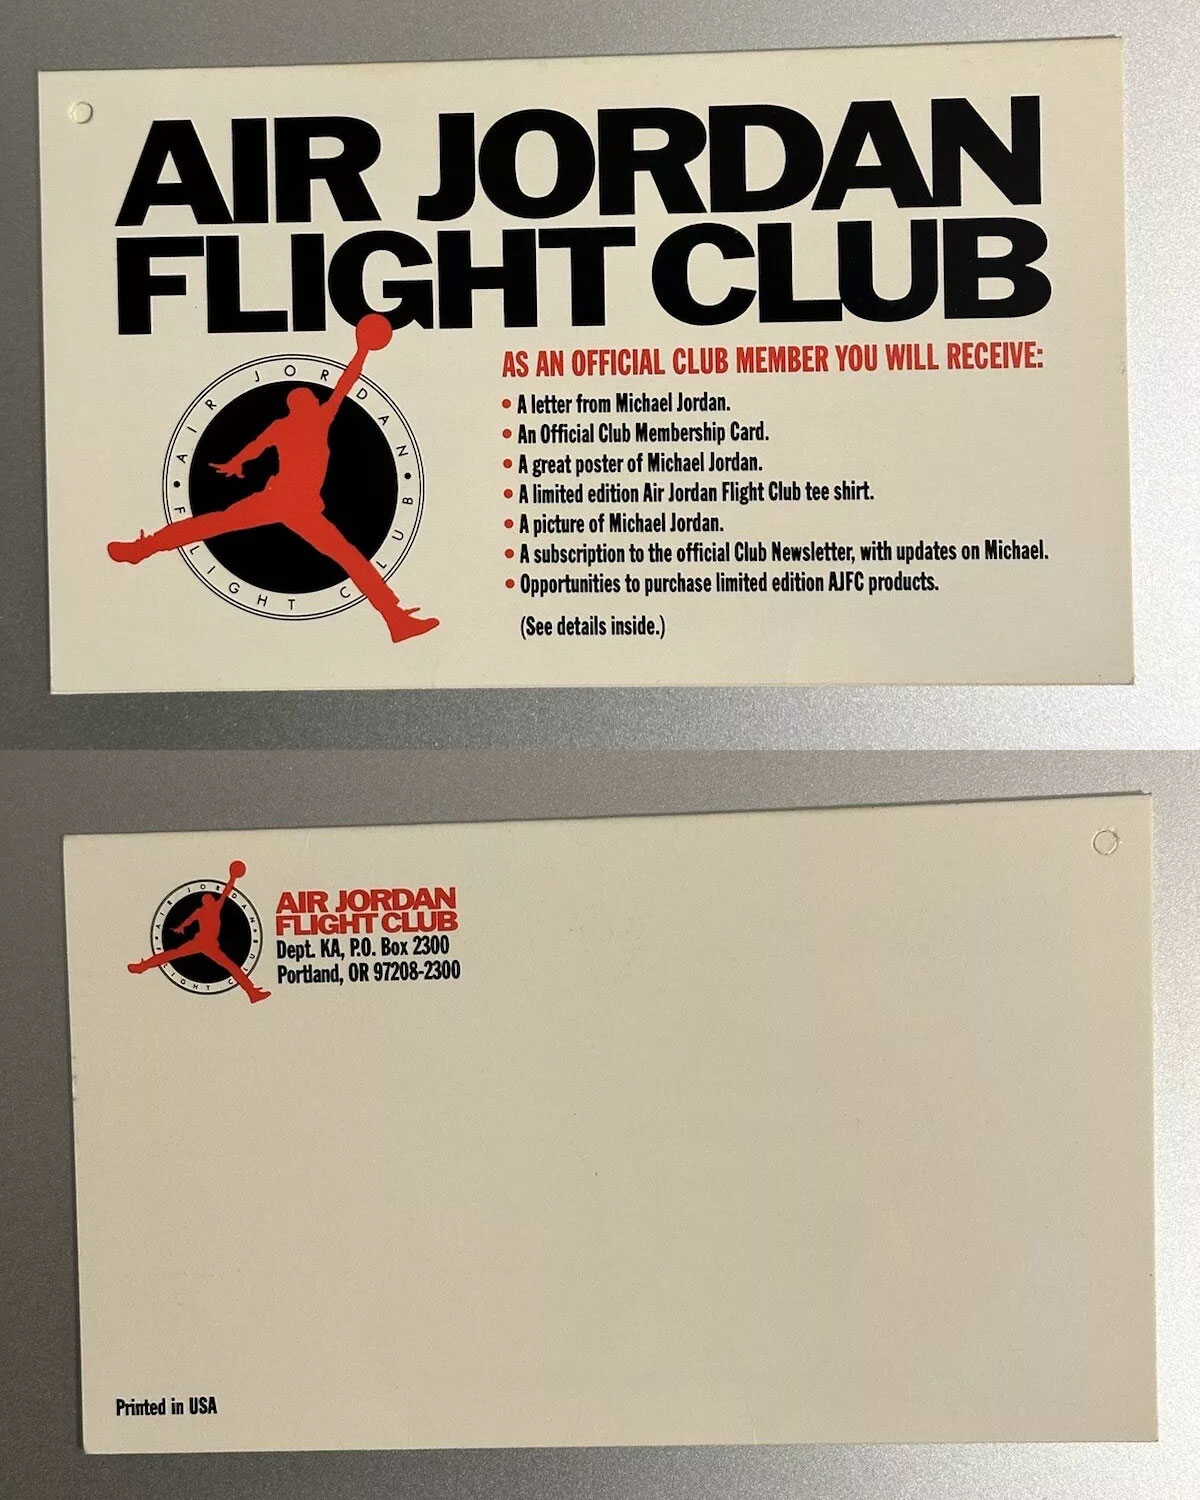 AIR JORDAN
FLIGHT CLUB
AIR JORDAN • FLIGHT CLUB •
AS AN OFFICIAL CLUB MEMBER YOU WILL RECEIVE:
• A letter from Michael Jordan.
• An Official Club Membership Card.
• A great poster of Michael Jordan.
• A limited edition Air Jordan Flight Club tee shirt.
• A picture of Michael Jordan.
• A subscription to the official Club Newsletter, with updates on Michael.
• Opportunities to purchase limited edition AJFC products.
(See details inside.)
AIR JORDAN • FLIGHT CLUB •
AIR JORDAN
FLIGHT CLUB
Dept. KA, P.O. Box 2300
Portland, OR 97208-2300
Printed in USA